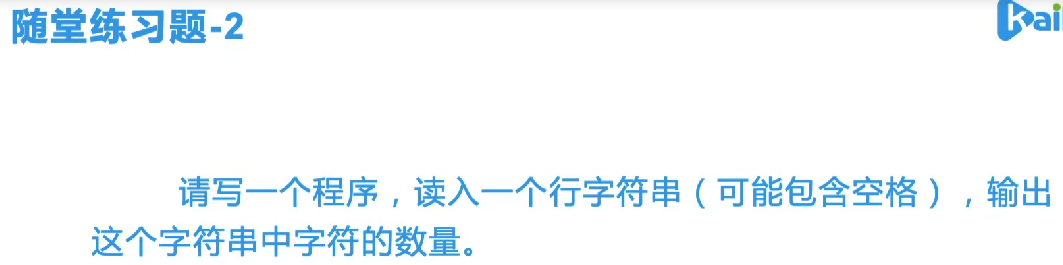 随堂练习题-2
kai
请写一个程序，读入一个行字符串（可能包含空格），输出
这个字符串中字符的数量。